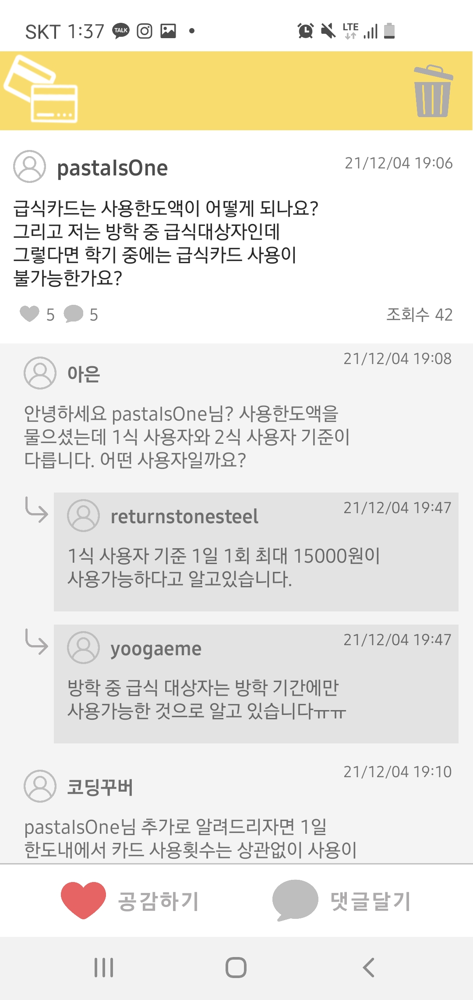 SKT 1:37 TALK LTE
pastaIsOne 21/12/04 19:06
급식카드는 사용한도액이 어떻게 되나요?
그리고 저는 방학 중 급식대상자인데
그렇다면 학기 중에는 급식카드 사용이
불가능한가요?
5 5 조회수 42
21/12/04 19:08
아은
안녕하세요 pastaIsOne님? 사용한도액을
물으셨는데 1식 사용자와 2식 사용자 기준이
다릅니다. 어떤 사용자일까요?
returnstonesteel 21/12/04 19:47
1식 사용자 기준 1일 1회 최대 15000원이
사용가능하다고 알고있습니다.
yoogaeme 21/12/04 19:47
방학 중 급식 대상자는 방학 기간에만
사용가능한 것으로 알고 있습니다ㅠㅠ
21/12/04 19:10
코딩꾸버
pastaIsOne님 추가로 알려드리자면 1일
한도내에서 카드 사용횟수는 상관없이 사용이
공감하기 댓글달기